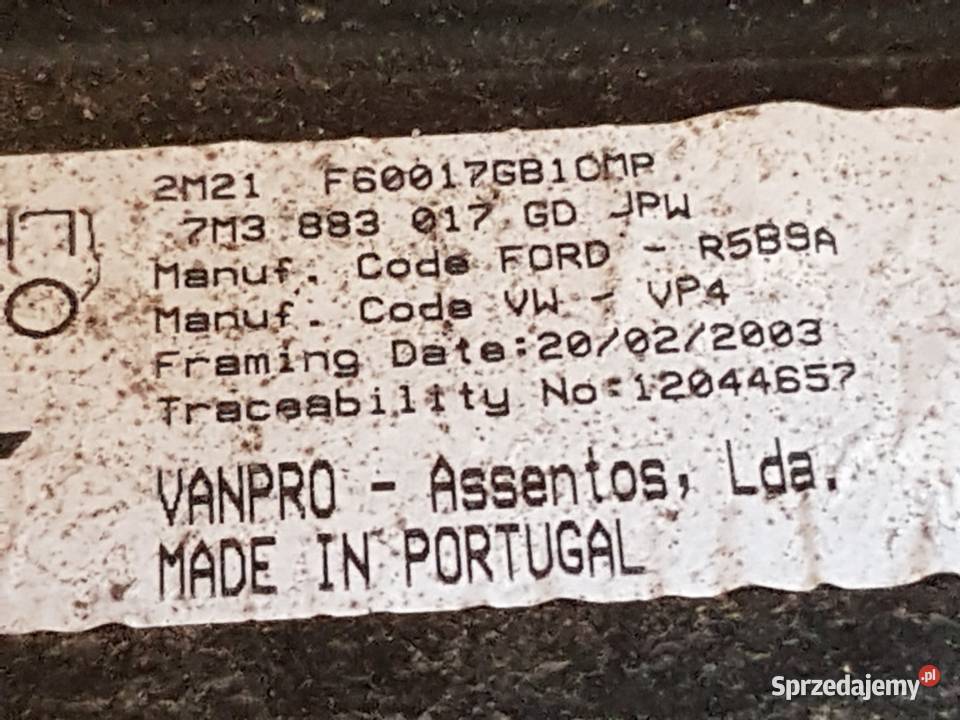 2M21 F60017GB1CMP
7M3 883 017 GD JPW
Manuf. Code FORD - R5B9A
Manuf. Code VW - VP4
Framing Date:20/02/2003
Traceability No:12044657
VANPRO - Assentos, Lda.
MADE IN PORTUGAL
Sprzedajemy.pl